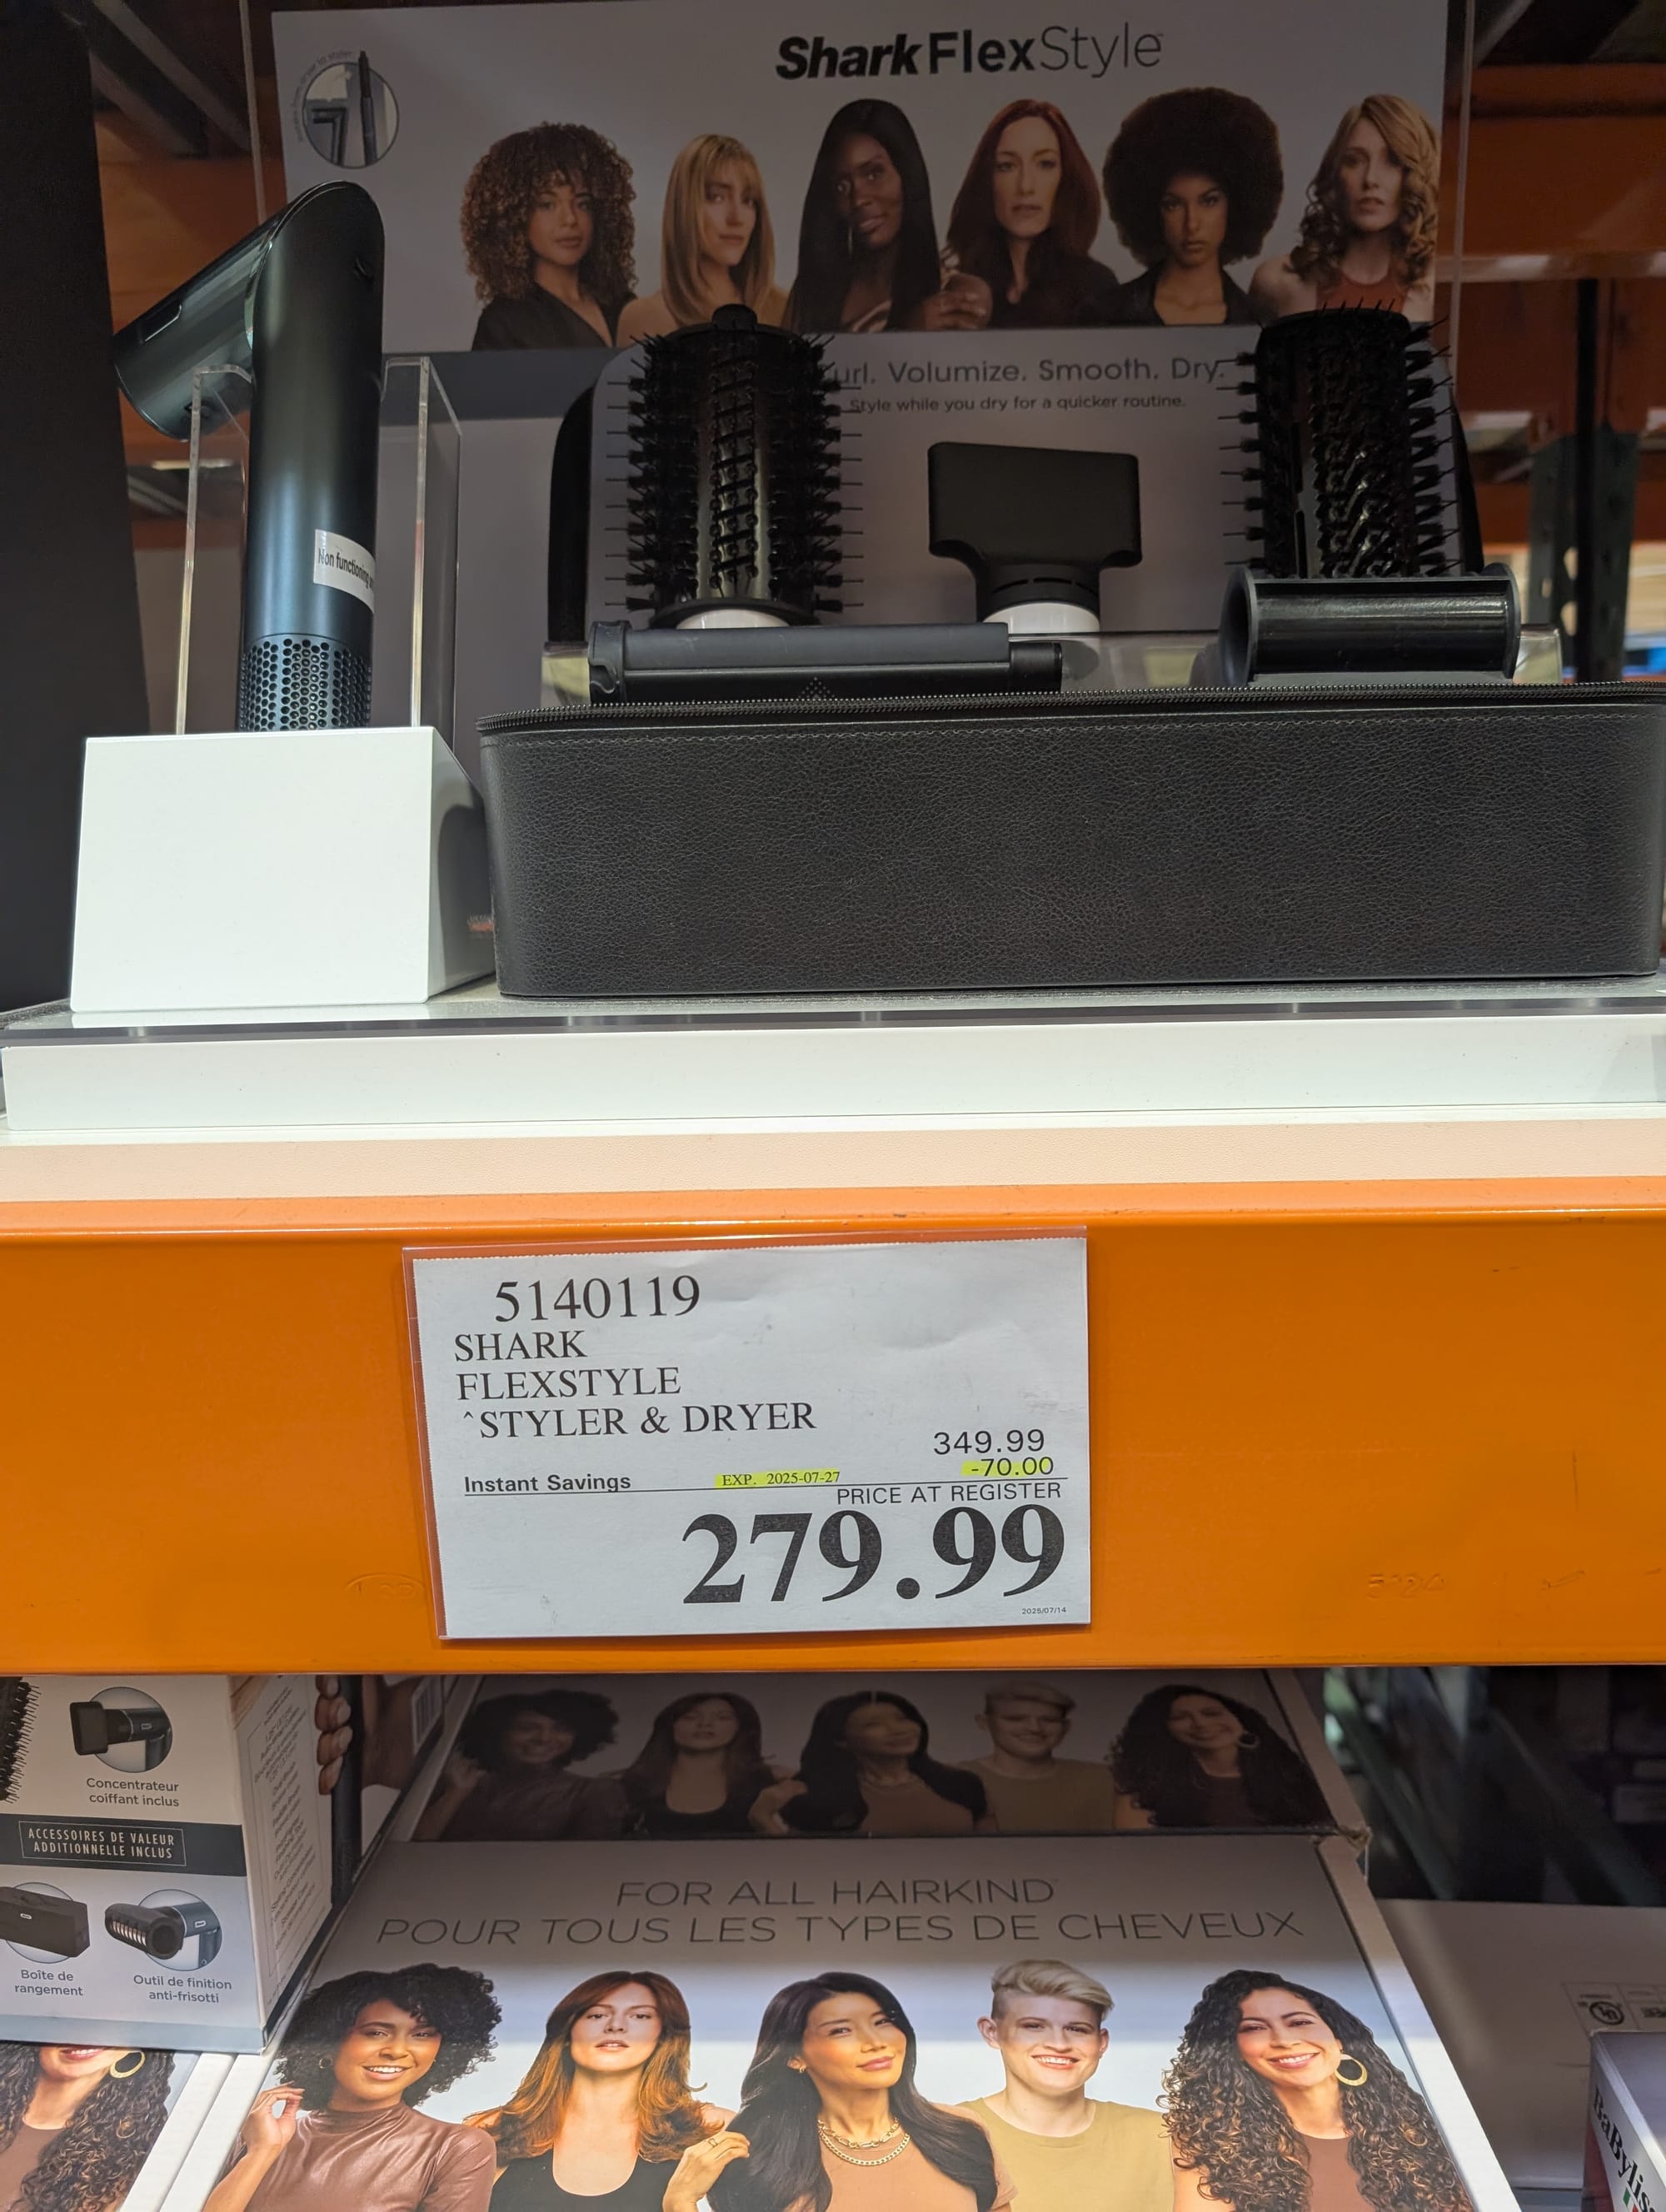 Shark FlexStyle
url. Volumize. Smooth. Dry.
Style while you dry for a quicker routine.
Non functioning
5140119
SHARK
FLEXSTYLE
^STYLER & DRYER
349.99
Instant Savings EXP. 2025-07-27 -70.00
PRICE AT REGISTER
279.99
2025/07/14
Concentrateur
coiffant inclus
ACCESSOIRES DE VALEUR
ADDITIONNELLE INCLUS
Boîte de
rangement
Outil de finition
anti-frisotti
FOR ALL HAIRKIND
POUR TOUS LES TYPES DE CHEVEUX
BaByliss